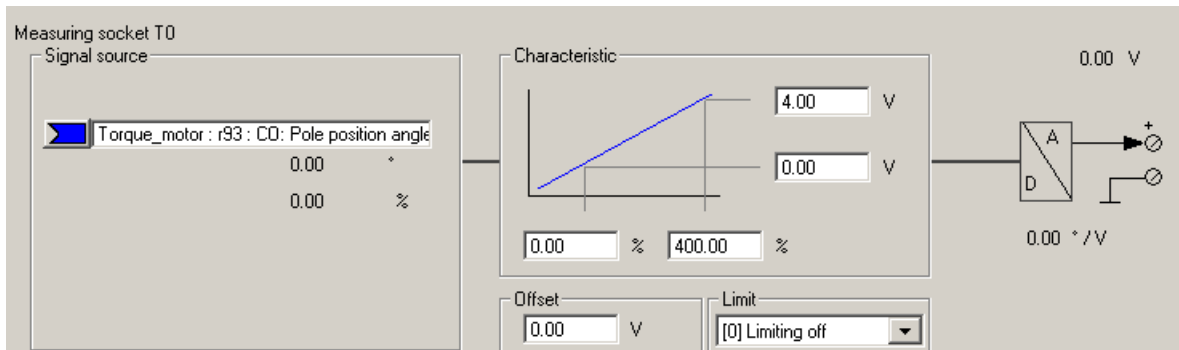 Measuring socket T0
Signal source
Torque_motor : r93 : CO: Pole position angle
0.00 °
0.00 %
Characteristic
4.00 V
0.00 V
0.00 % 400.00 %
Offset
0.00 V
Limit
[0] Limiting off
0.00 V
A
D
+
0.00 °/V